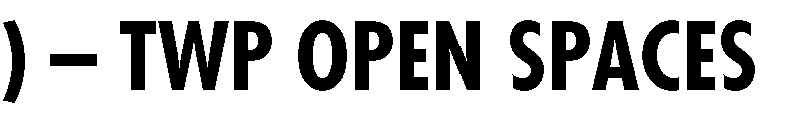 ) – TWP OPEN SPACES